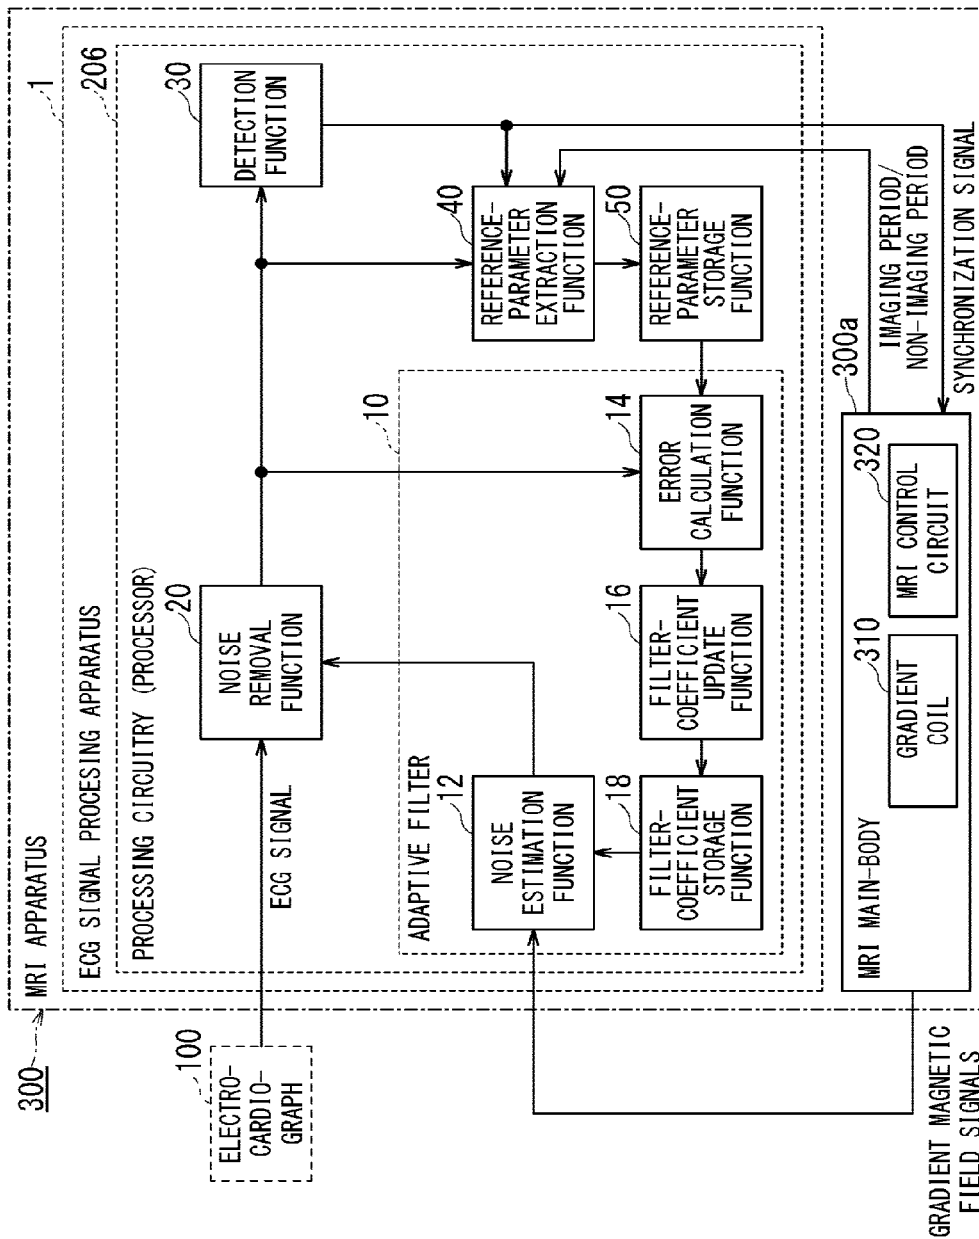 300
MRI APPARATUS
1
ECG SIGNAL PROCESING APPARATUS
206
PROCESSING CIRCUITRY (PROCESSOR)
100
ELECTRO-
CARDIO-
GRAPH
ECG SIGNAL
20
NOISE
REMOVAL
FUNCTION
30
DETECTION
FUNCTION
ADAPTIVE FILTER
10
12
NOISE
ESTIMATION
FUNCTION
40
REFERENCE-
PARAMETER
EXTRACTION
FUNCTION
18
FILTER-
COEFFICIENT
STORAGE
FUNCTION
16
FILTER-
COEFFICIENT
UPDATE
FUNCTION
14
ERROR
CALCULATION
FUNCTION
50
REFERENCE-
PARAMETER
STORAGE
FUNCTION
MRI MAIN-BODY
300a
310
GRADIENT
COIL
320
MRI CONTROL
CIRCUIT
IMAGING PERIOD/
NON-IMAGING PERIOD
SYNCHRONIZATION SIGNAL
GRADIENT MAGNETIC
FIELD SIGNALS